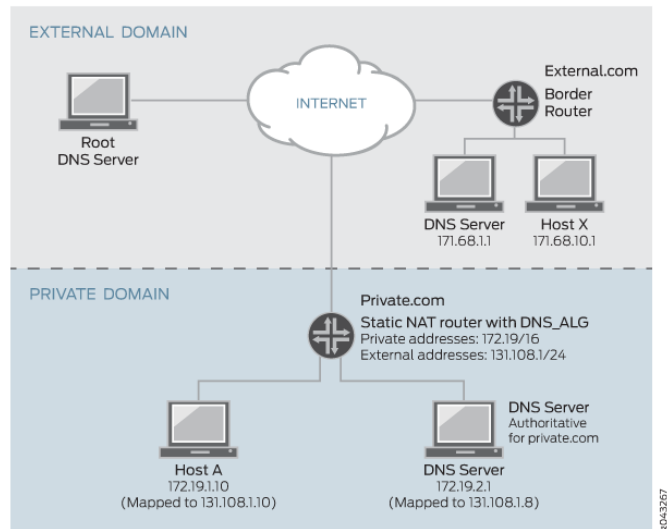 EXTERNAL DOMAIN
INTERNET
Root
DNS Server
External.com
Border
Router
DNS Server
171.68.1.1
Host X
171.68.10.1
PRIVATE DOMAIN
Private.com
Static NAT router with DNS_ALG
Private addresses: 172.19/16
External addresses: 131.108.1/24
Host A
172.19.1.10
(Mapped to 131.108.1.10)
DNS Server
Authoritative
for private.com
DNS Server
172.19.2.1
(Mapped to 131.108.1.8)
g043267